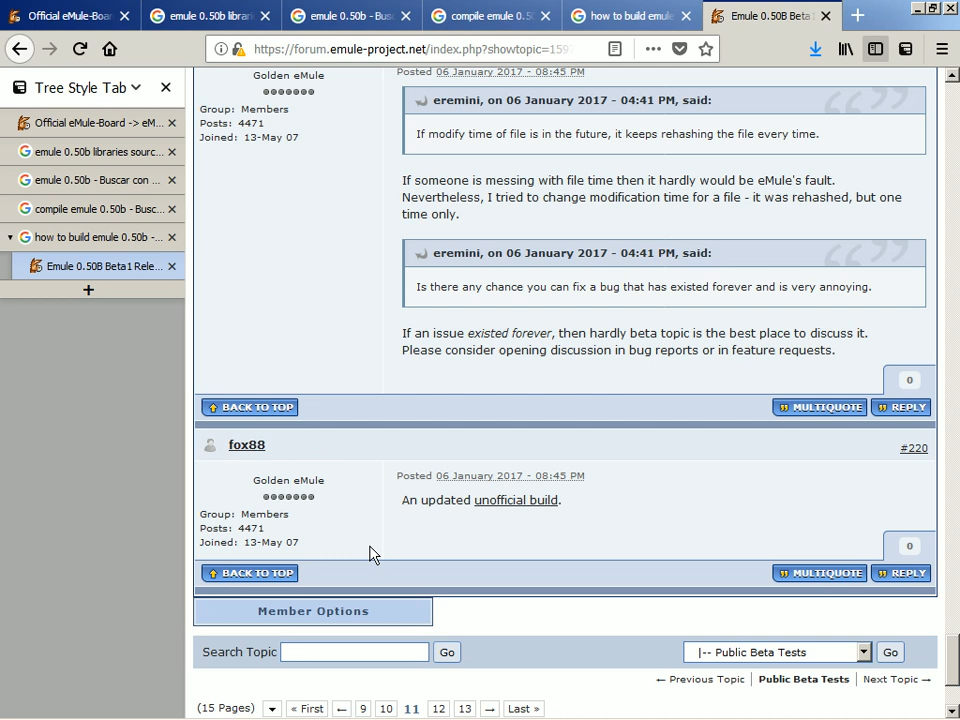 Official eMule-Boar
emule 0.50b librari
emule 0.50b - Bus
compile emule 0.50
how to build emule
Emule 0.50B Beta1
https://forum.emule-project.net/index.php?showtopic=1597
Tree Style Tab
Official eMule-Board -> eM...
emule 0.50b libraries sourc...
emule 0.50b - Buscar con ...
compile emule 0.50b - Busc...
how to build emule 0.50b -...
Emule 0.50B Beta1 Rele...
Golden eMule
Group: Members
Posts: 4471
Joined: 13-May 07
Posted 06 January 2017 - 08:45 PM
eremini, on 06 January 2017 - 04:41 PM, said:
If modify time of file is in the future, it keeps rehashing the file every time.
If someone is messing with file time then it hardly would be eMule's fault.
Nevertheless, I tried to change modification time for a file - it was rehashed, but one
time only.
eremini, on 06 January 2017 - 04:41 PM, said:
Is there any chance you can fix a bug that has existed forever and is very annoying.
If an issue existed forever, then hardly beta topic is the best place to discuss it.
Please consider opening discussion in bug reports or in feature requests.
0
BACK TO TOP
MULTIQUOTE
REPLY
fox88
#220
Golden eMule
Group: Members
Posts: 4471
Joined: 13-May 07
Posted 06 January 2017 - 08:45 PM
An updated unofficial build.
0
BACK TO TOP
MULTIQUOTE
REPLY
Member Options
Search Topic
Go
|-- Public Beta Tests
Go
← Previous Topic | Public Beta Tests | Next Topic →
(15 Pages) « First ← 9 10 11 12 13 → Last »